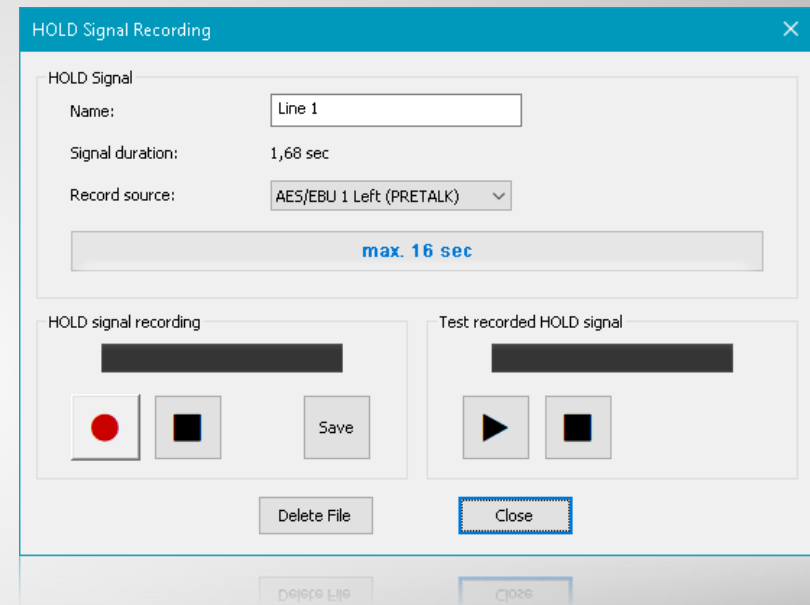 HOLD Signal Recording
HOLD Signal
Name: Line 1
Signal duration: 1,68 sec
Record source: AES/EBU 1 Left (PRETALK)
max. 16 sec
HOLD signal recording Test recorded HOLD signal
Save
Delete File Close
Delete File Close